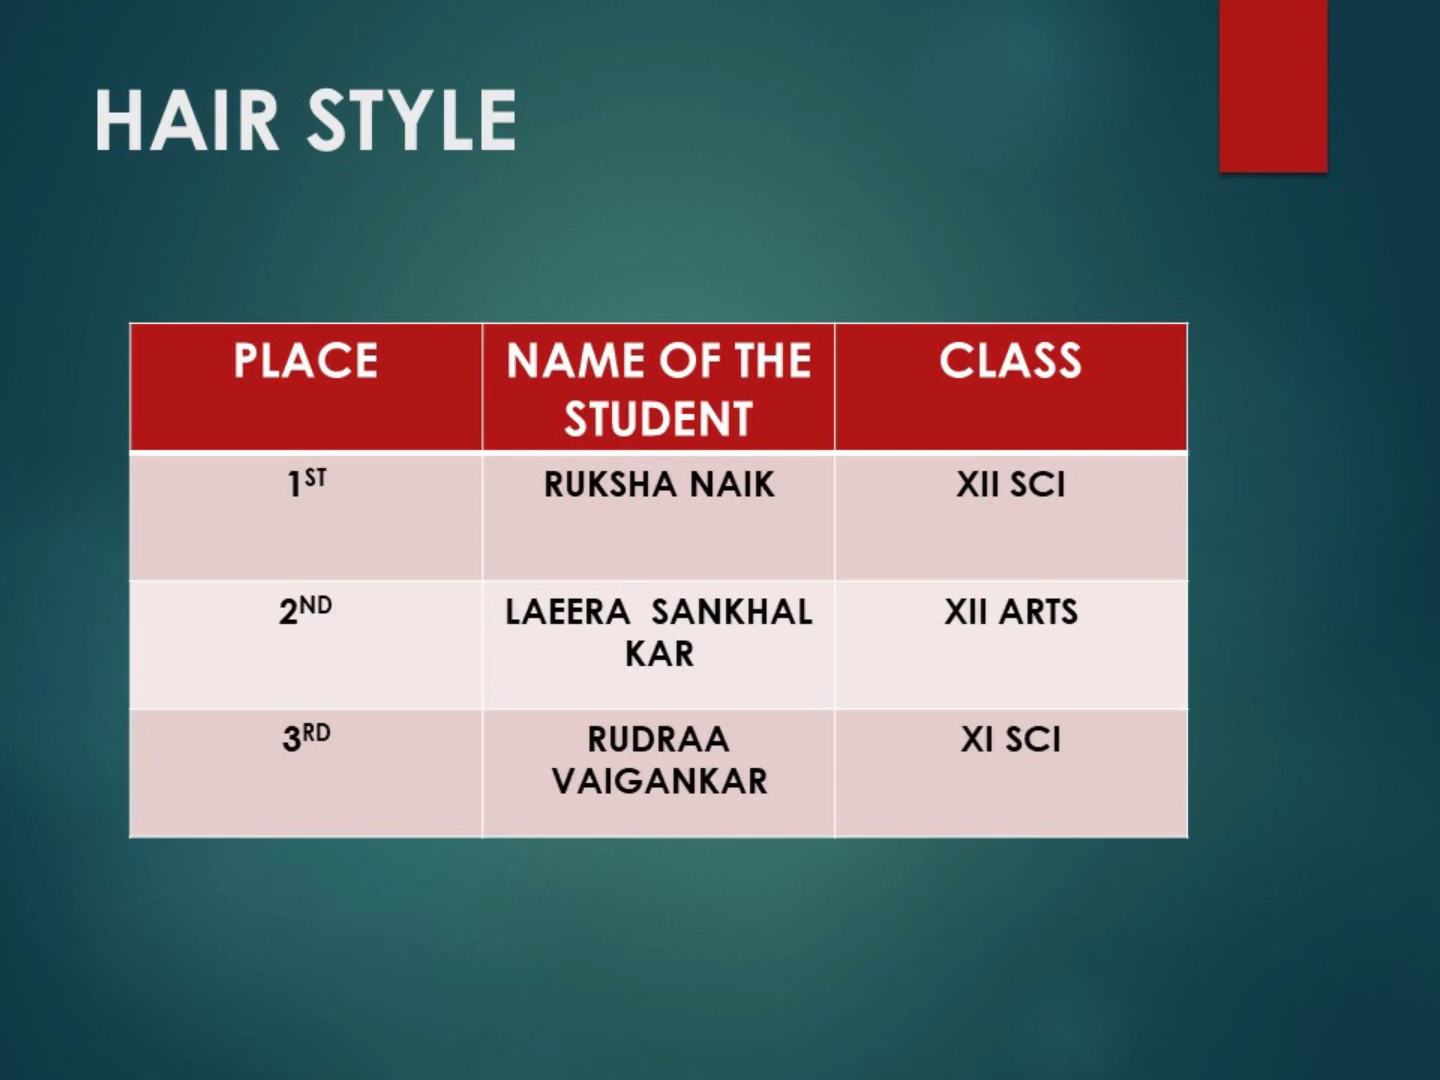 HAIR STYLE
PLACE
NAME OF THE
STUDENT
CLASS
1ST
RUKSHA NAIK
XII SCI
2ND
LAEERA  SANKHAL
KAR
XII ARTS
3RD
RUDRAA
VAIGANKAR
XI SCI